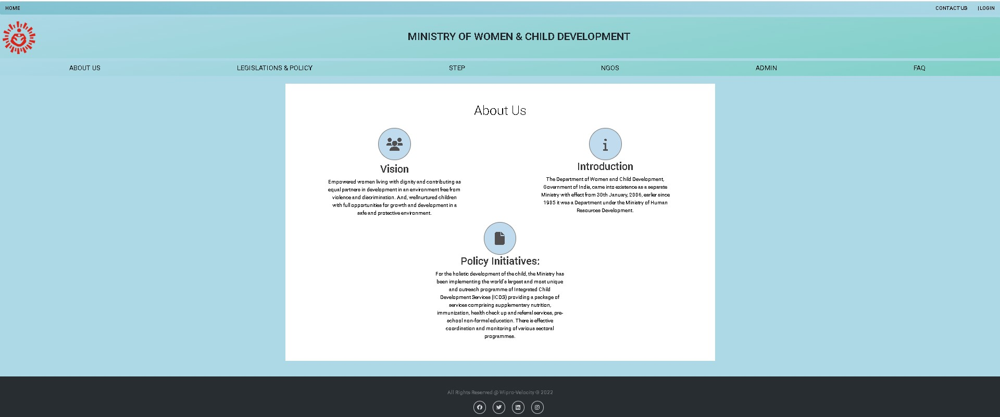 HOME
CONTACT US
| LOGIN
MINISTRY OF WOMEN & CHILD DEVELOPMENT
ABOUT US
LEGISLATIONS & POLICY
STEP
NGOS
ADMIN
FAQ
About Us
Vision
Empowered women living with dignity and contributing as
equal partners in development in an environment free from
violence and discrimination. And, wellnurtured children
with full opportunities for growth and development in a
safe and protective environment.
Introduction
The Department of Women and Child Development,
Government of India, came into existence as a separate
Ministry with effect from 30th January, 2006, earlier since
1985 it was a Department under the Ministry of Human
Resources Development.
Policy Initiatives:
For the holistic development of the child, the Ministry has
been implementing the world's largest and most unique
and outreach programme of Integrated Child
Development Services (ICDS) providing a package of
services comprising supplementary nutrition,
immunization, health check up and referral services, pre-
school non-formal education. There is effective
coordination and monitoring of various sectoral
programmes.
All Rights Reserved @ Wipro-Velocity © 2022